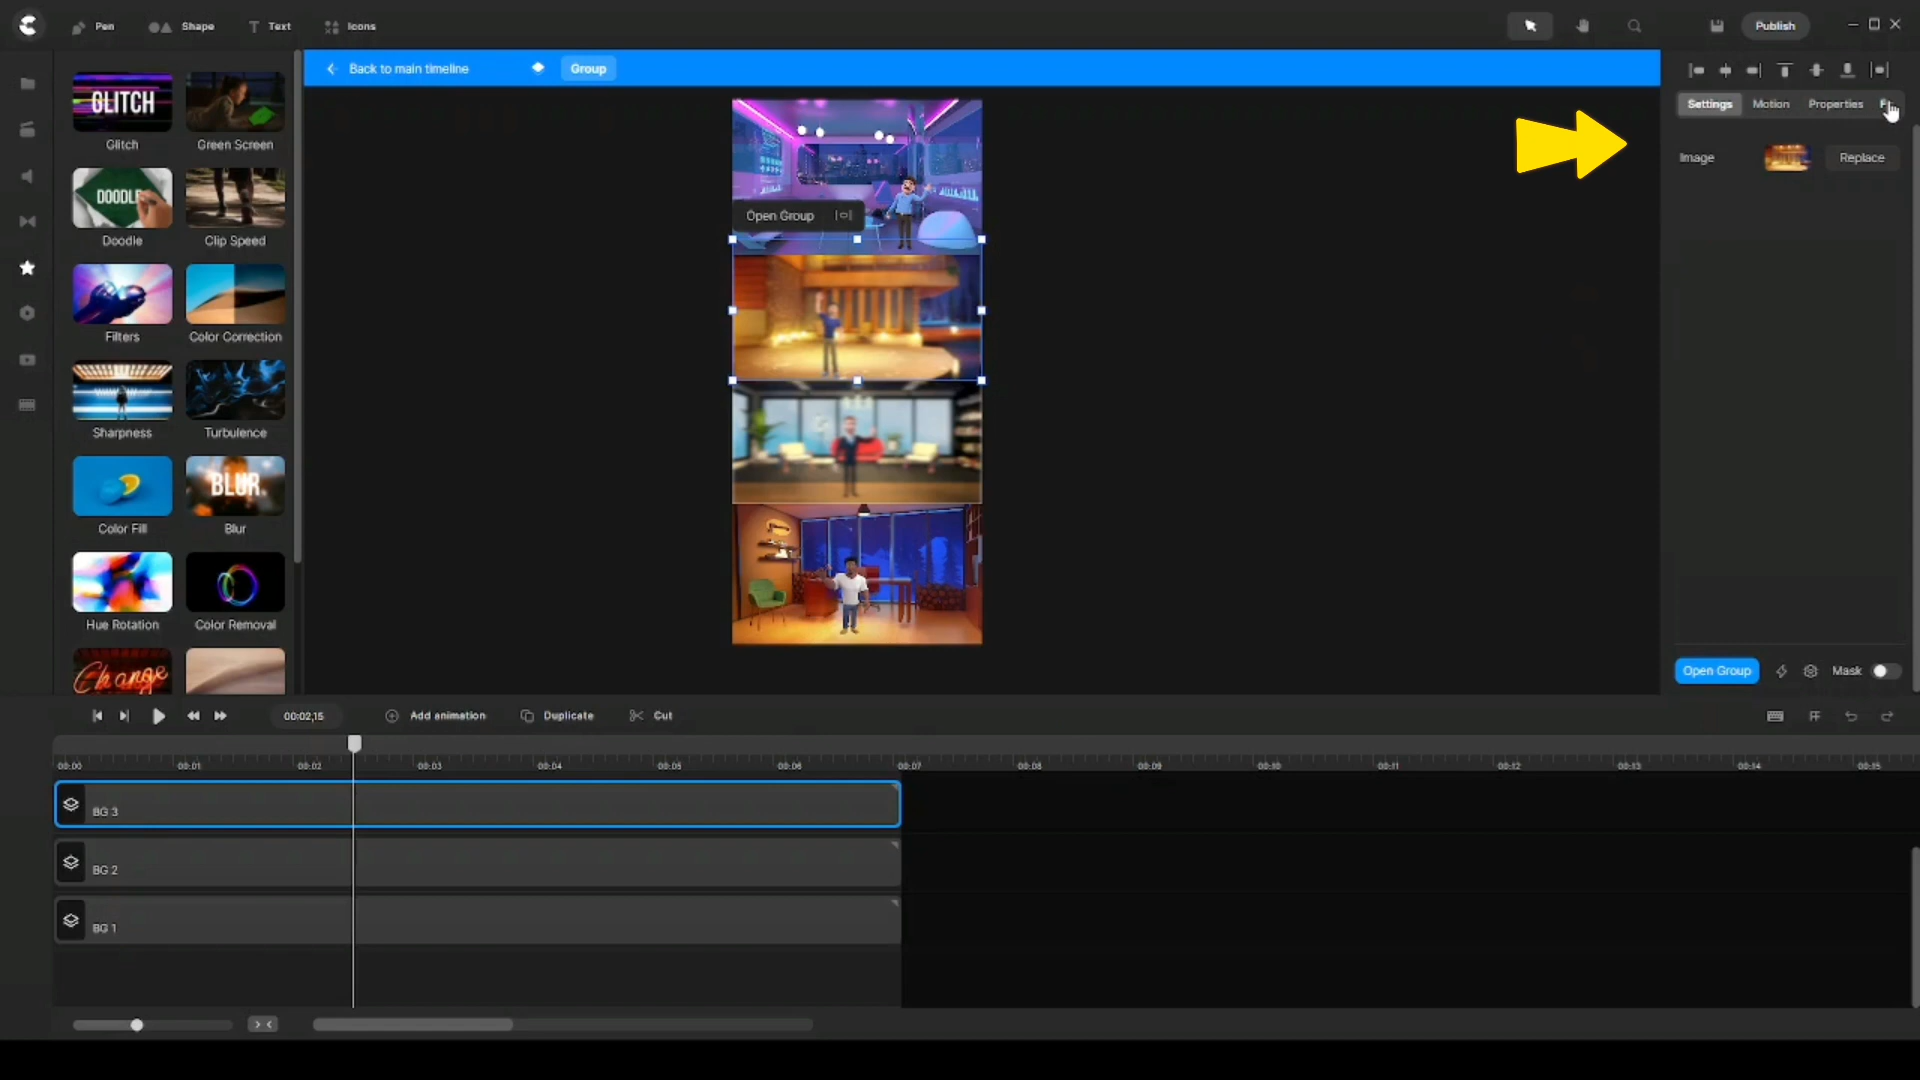 Pen
Shape
Text
Icons
Publish
Back to main timeline
Group
GLITCH
Glitch
Green Screen
DOODLE
Doodle
Clip Speed
Filters
Color Correction
Sharpness
Turbulence
Color Fill
BLUR
Blur
Hue Rotation
Color Removal
Change
Open Group
Settings
Motion
Properties
Image
Replace
Open Group
Mask
00:02,15
Add animation
Duplicate
Cut
00:00
00:01
00:02
00:03
00:04
00:05
00:06
00:07
00:08
00:09
00:10
00:11
00:12
00:13
00:14
00:15
BG 3
BG 2
BG 1